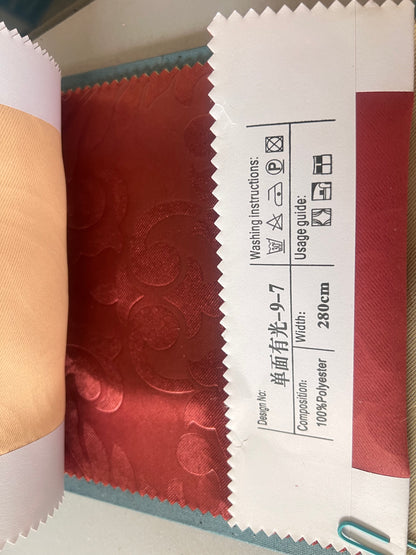 Design No:
单面有光-9-7
Washing instructions:
Composition:
100%Polyester
Width:
280cm
Usage guide: